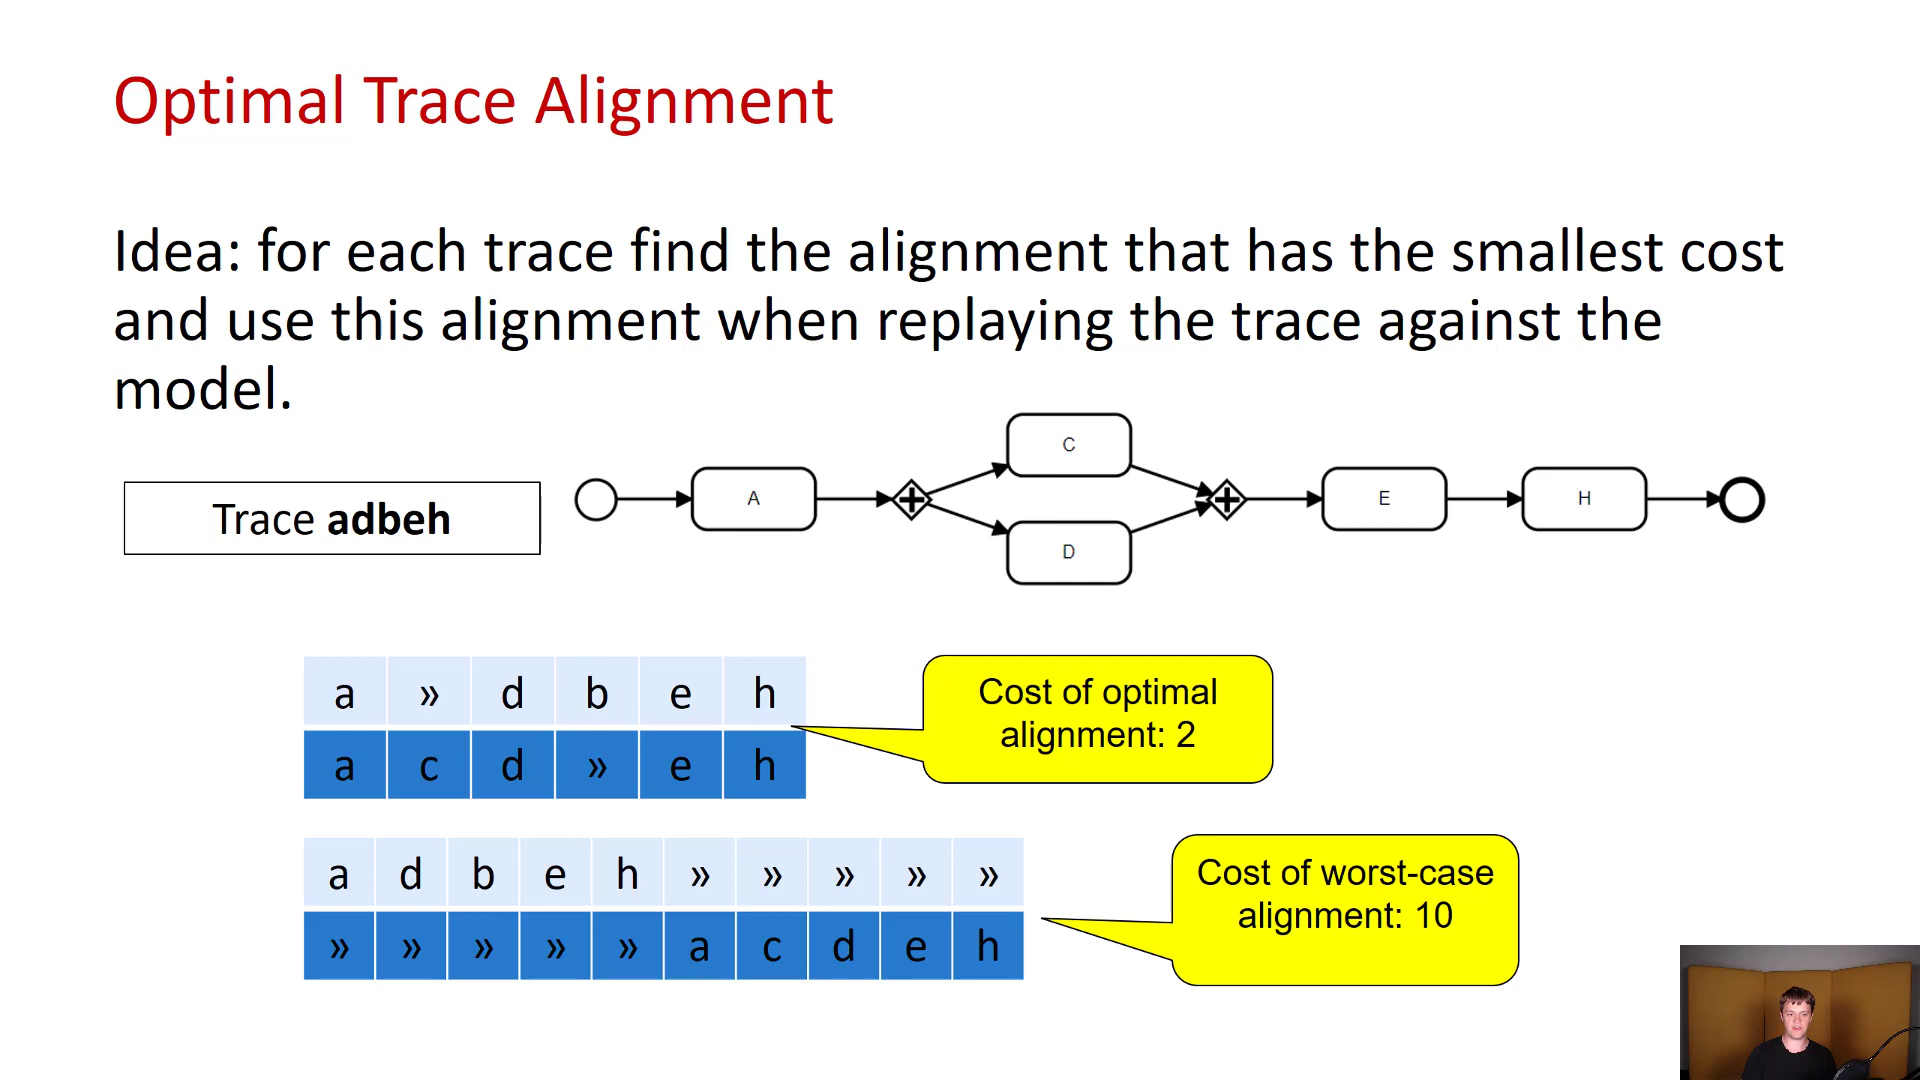 Optimal Trace Alignment
Idea: for each trace find the alignment that has the smallest cost
and use this alignment when replaying the trace against the
model.
C
Trace adbeh
A
E
H
D
a » d b e h
a c d » e h
Cost of optimal
alignment: 2
a d b e h » » » » »
» » » » » a c d e h
Cost of worst-case
alignment: 10